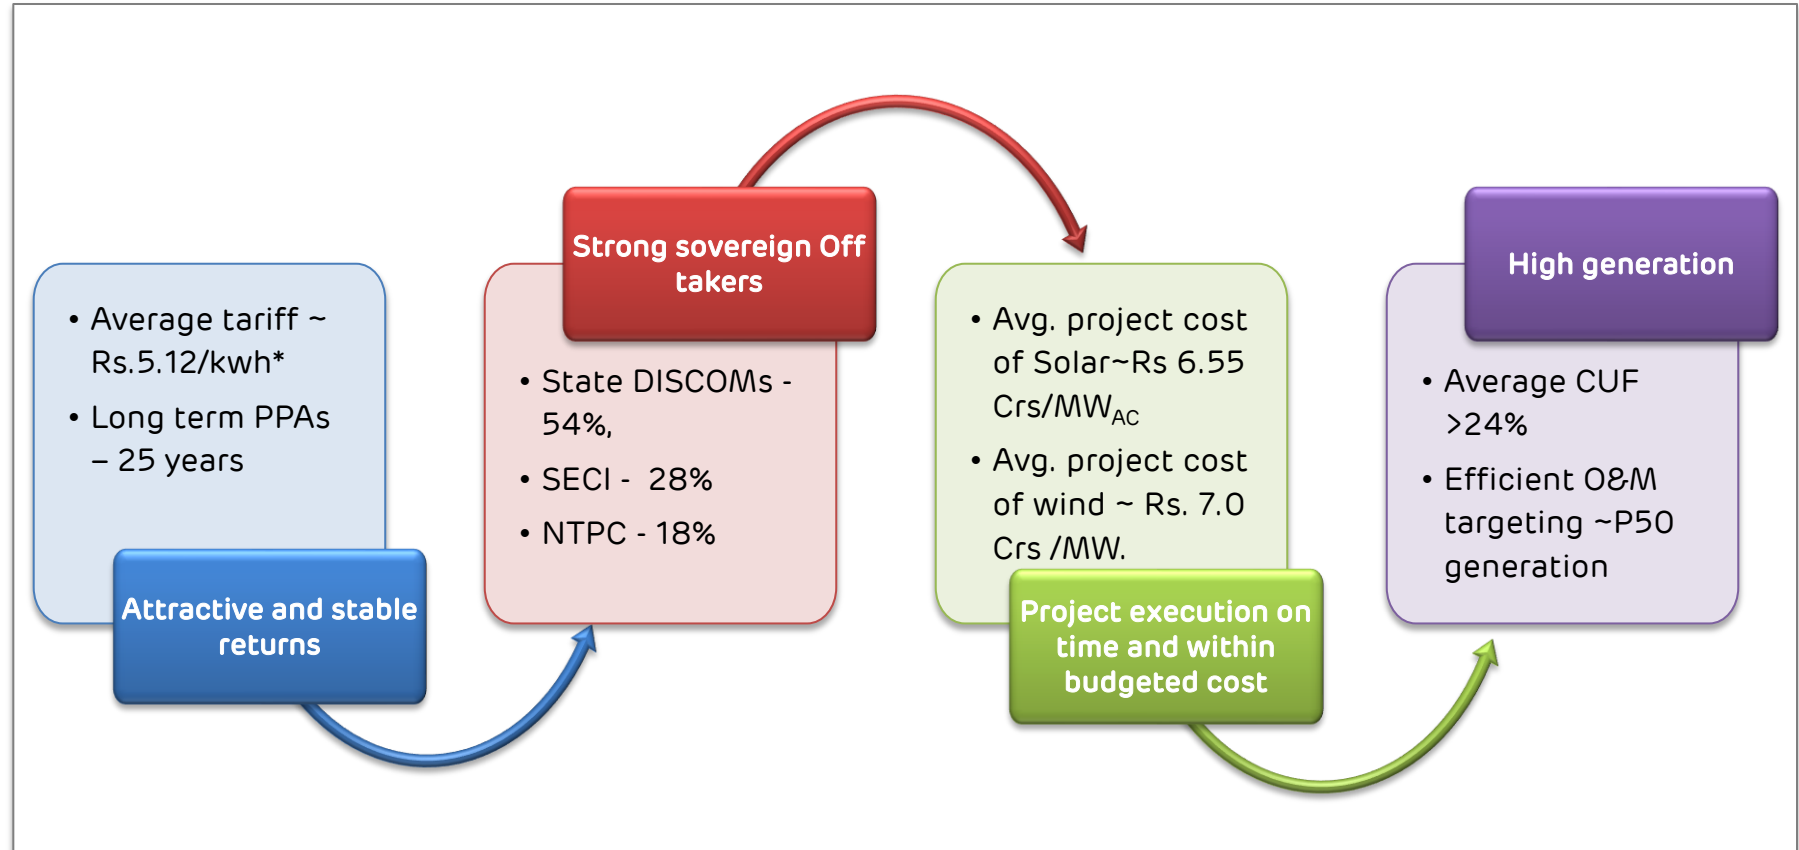 • Average tariff ~
Rs.5.12/kwh*
• Long term PPAs
– 25 years
Attractive and stable
returns
Strong sovereign Off
takers
• State DISCOMs -
54%,
• SECI -  28%
• NTPC - 18%
• Avg. project cost
of Solar~Rs 6.55
Crs/MWAC
• Avg. project cost
of wind ~ Rs. 7.0
Crs /MW.
Project execution on
time and within
budgeted cost
High generation
• Average CUF
>24%
• Efficient O&M
targeting ~P50
generation